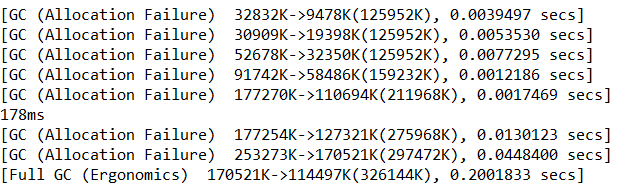 [GC (Allocation Failure)  32832K->9478K(125952K), 0.0039497 secs]
[GC (Allocation Failure)  30909K->19398K(125952K), 0.0053530 secs]
[GC (Allocation Failure)  52678K->32350K(125952K), 0.0077295 secs]
[GC (Allocation Failure)  91742K->58486K(159232K), 0.0012186 secs]
[GC (Allocation Failure)  177270K->110694K(211968K), 0.0017469 secs]
178ms
[GC (Allocation Failure)  177254K->127321K(275968K), 0.0130123 secs]
[GC (Allocation Failure)  253273K->170521K(297472K), 0.0448400 secs]
[Full GC (Ergonomics)  170521K->114497K(326144K), 0.2001833 secs]